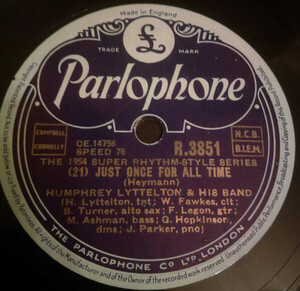 Made in England
£
TRADE MARK
Parlophone
CAMPBELL CONNELLY
OE.14756
SPEED 78
R.3851
N.C.B.
B.I.E.M.
THE 1954 SUPER RHYTHM-STYLE SERIES
(21) JUST ONCE FOR ALL TIME
(Heymann)
HUMPHREY LYTTELTON & HIS BAND
(H. Lyttelton, tpt; W. Fawkes, clt;
B. Turner, alto sax; F. Legon, gtr;
M. Ashman, bass; G. Hopkinson,
dms; J. Parker, pno)
THE PARLOPHONE CO LTD. LONDON